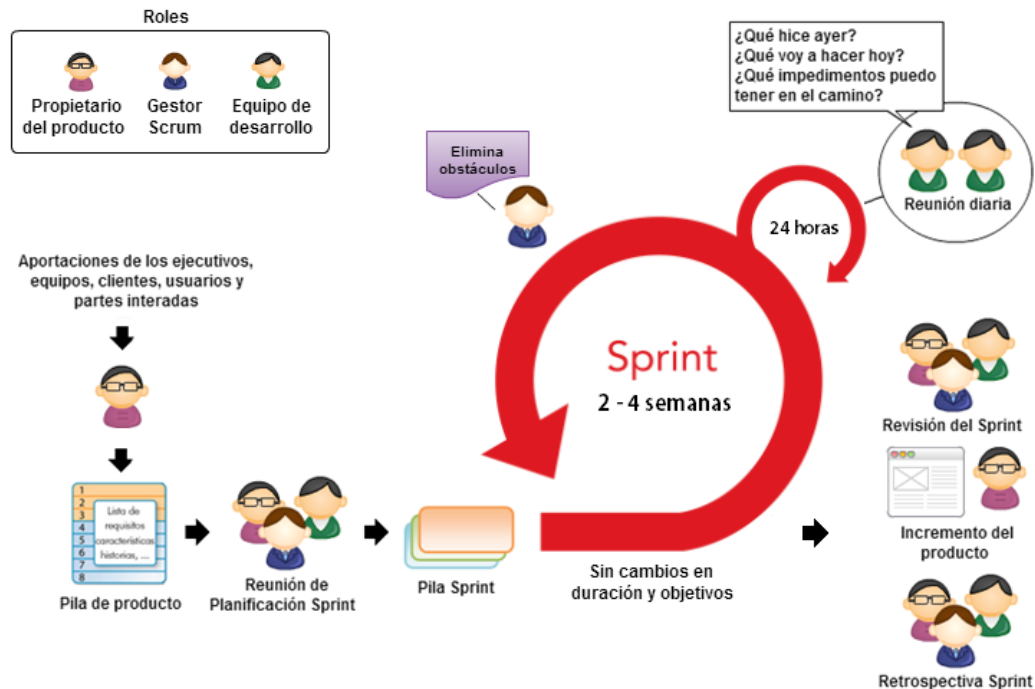 Roles
Propietario
del producto
Gestor
Scrum
Equipo de
desarrollo
¿Qué hice ayer?
¿Qué voy a hacer hoy?
¿Qué impedimentos puedo
tener en el camino?
Reunión diaria
24 horas
Elimina
obstáculos
Aportaciones de los ejecutivos,
equipos, clientes, usuarios y
partes interadas
Sprint
2 - 4 semanas
1
2
3
4
5
6
7
8
Lista de
requisitos
características
historias, ...
Pila de producto
Reunión de
Planificación Sprint
Pila Sprint
Sin cambios en
duración y objetivos
Revisión del Sprint
Incremento del
producto
Retrospectiva Sprint